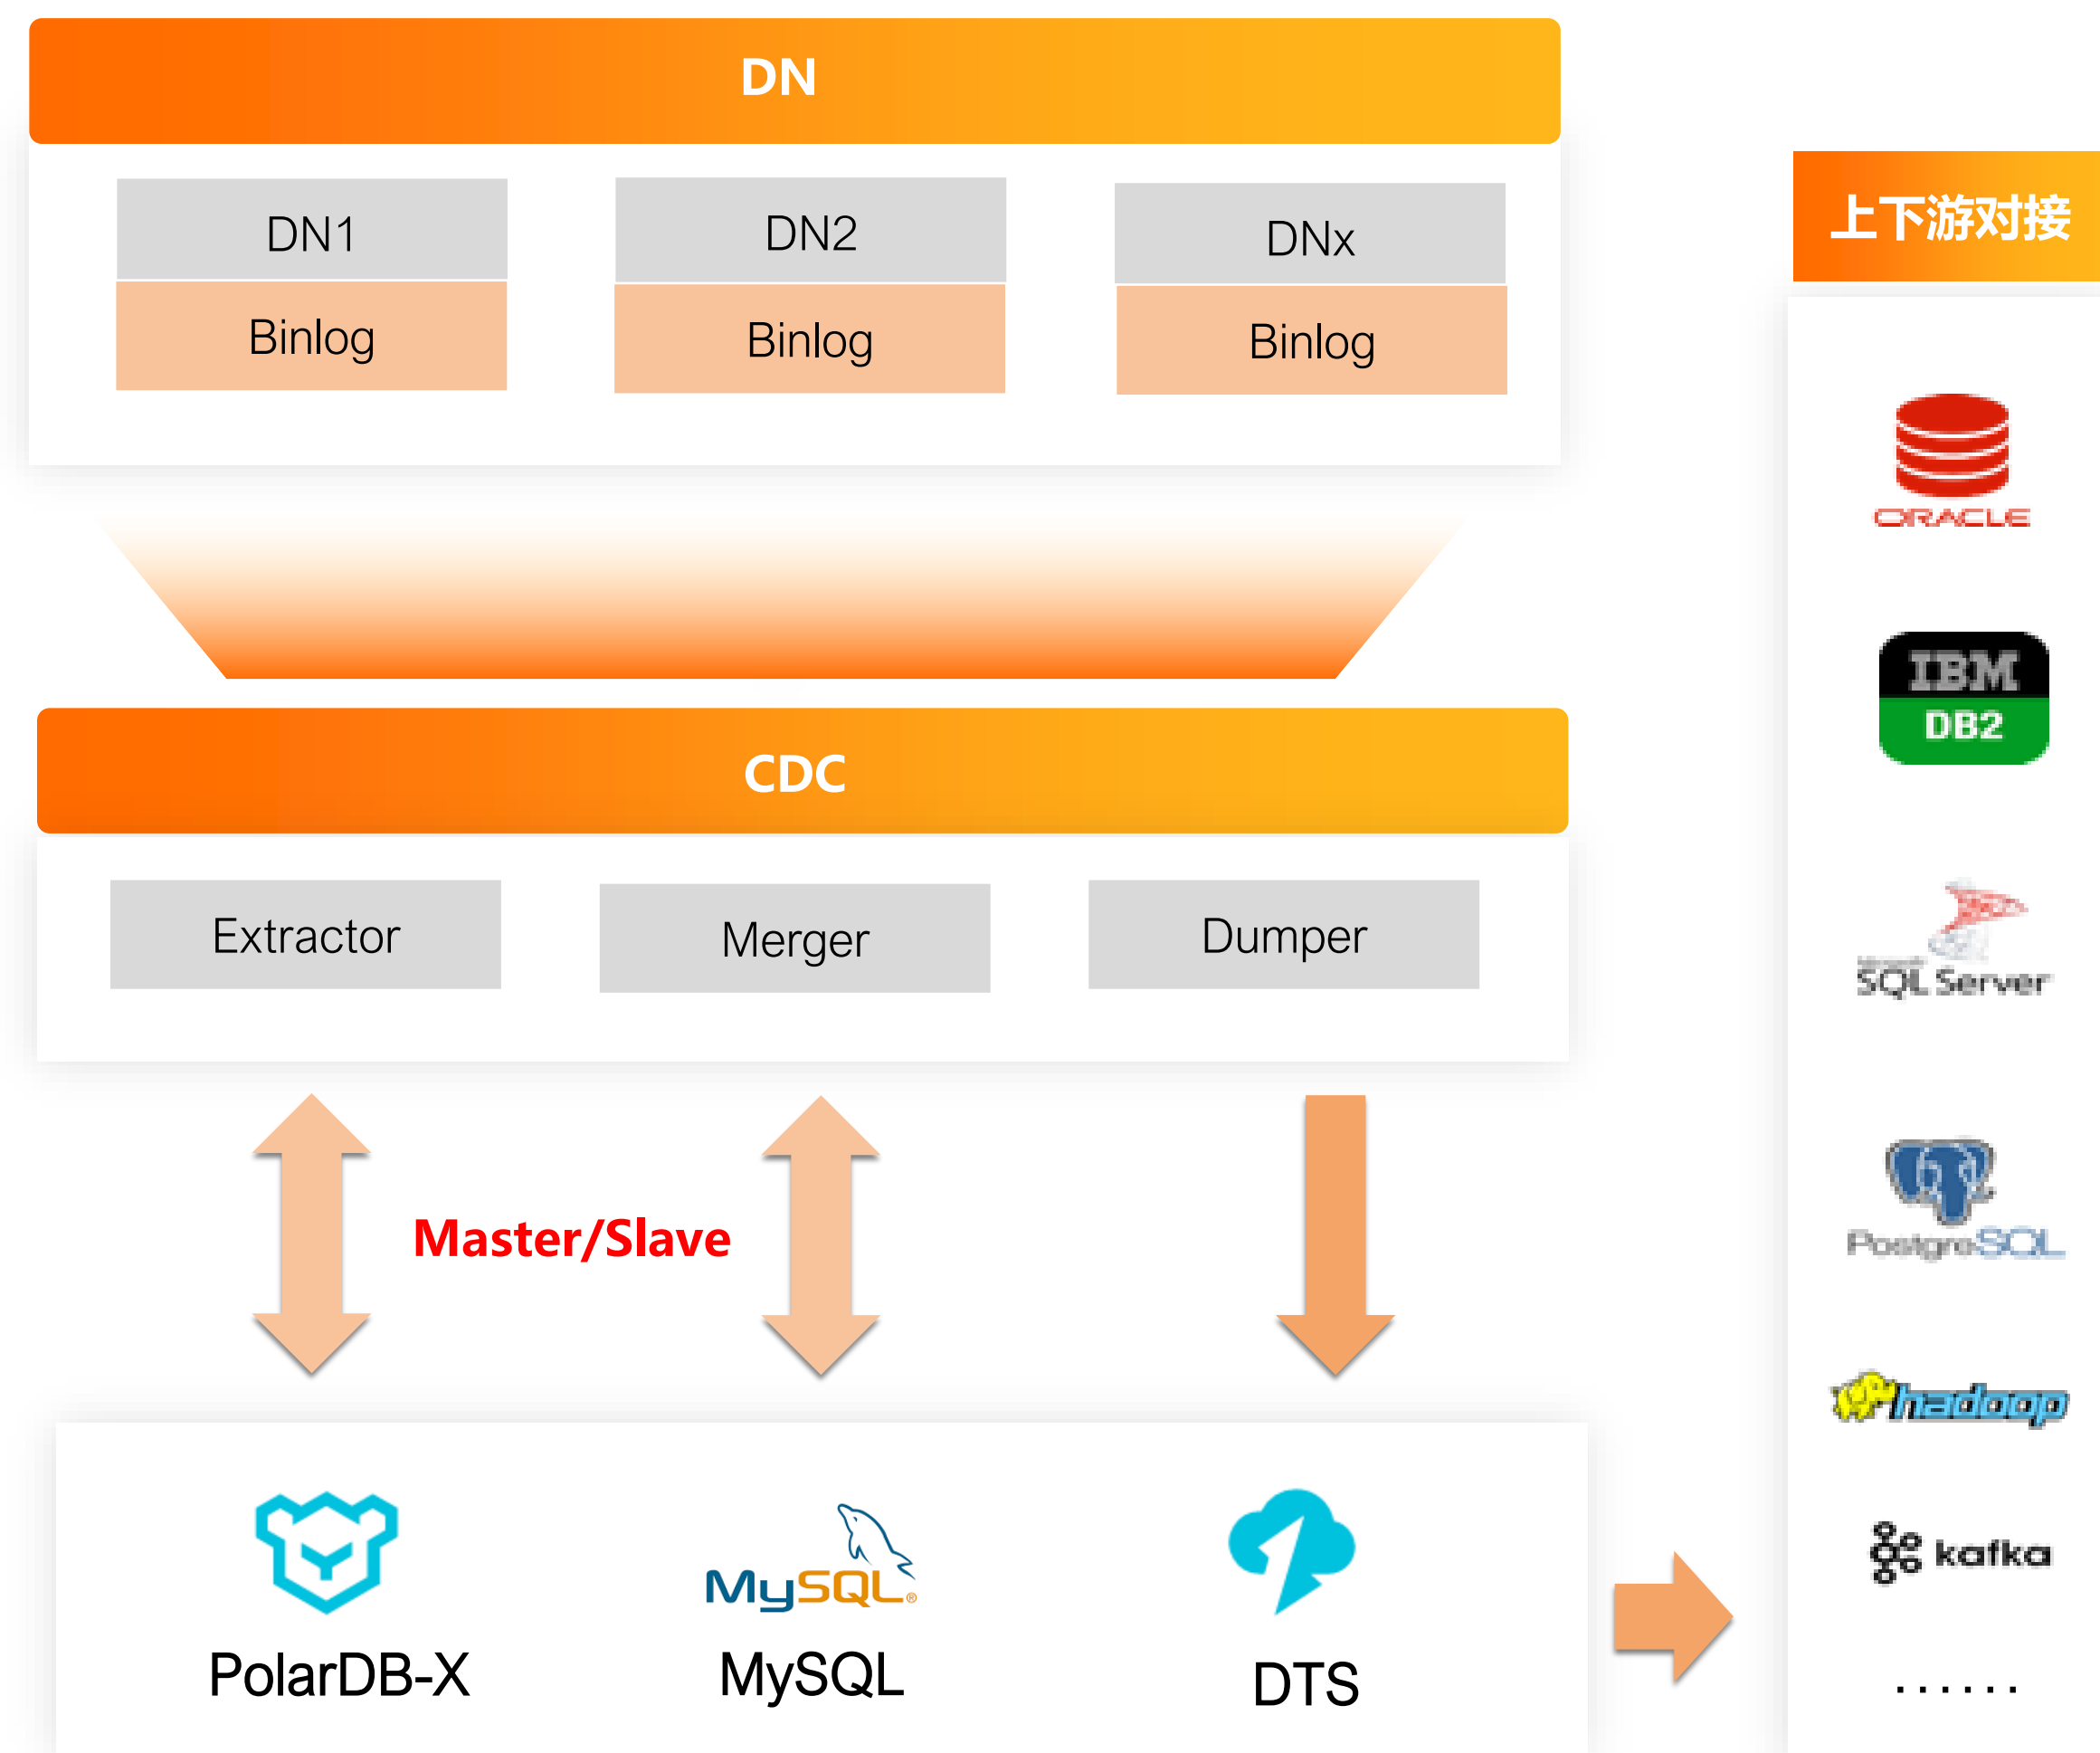 DN
DN1
DN2
DNx
Binlog
Binlog
Binlog
CDC
Extractor
Merger
Dumper
Master/Slave
MySQL®
PolarDB-X
MySQL
DTS
上下游对接
ORACLE
IBM
DB2
Microsoft
SQL Server
PostgreSQL
hadoop
kafka
......